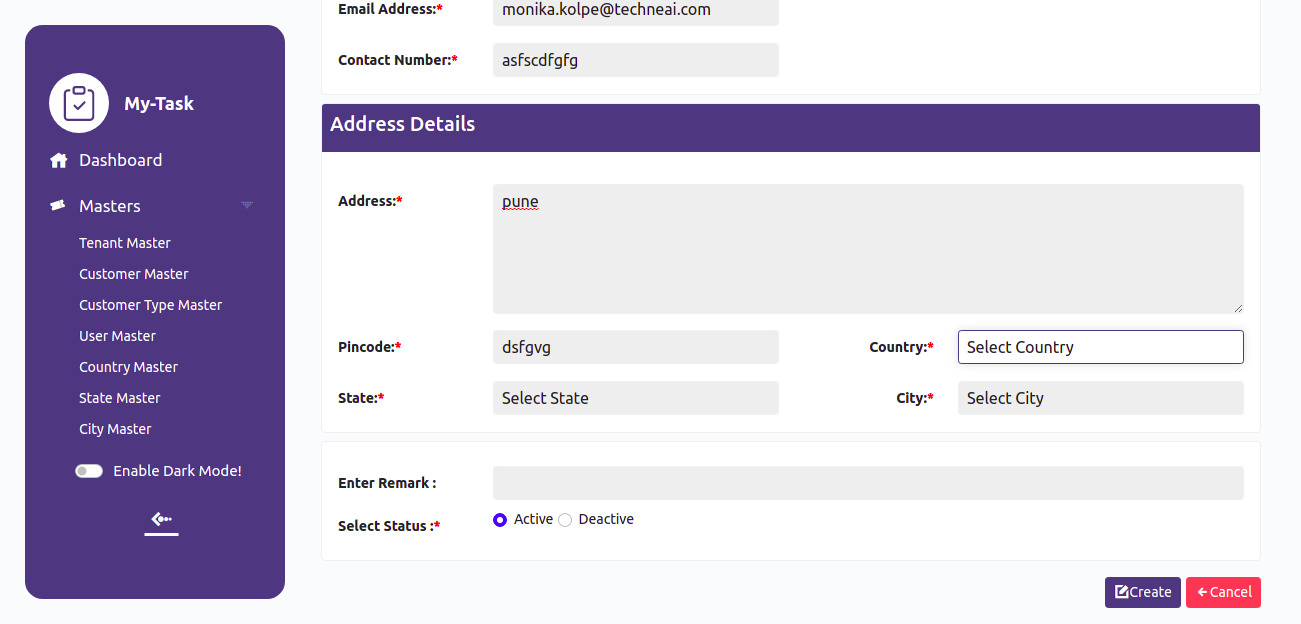 My-Task
Dashboard
Masters
Tenant Master
Customer Master
Customer Type Master
User Master
Country Master
State Master
City Master
Enable Dark Mode!
Email Address:* monika.kolpe@techneai.com
Contact Number:* asfscdfgfg
Address Details
Address:* pune
Pincode:* dsfgvg Country:* Select Country
State:* Select State City:* Select City
Enter Remark :
Select Status :* Active Deactive
Create Cancel